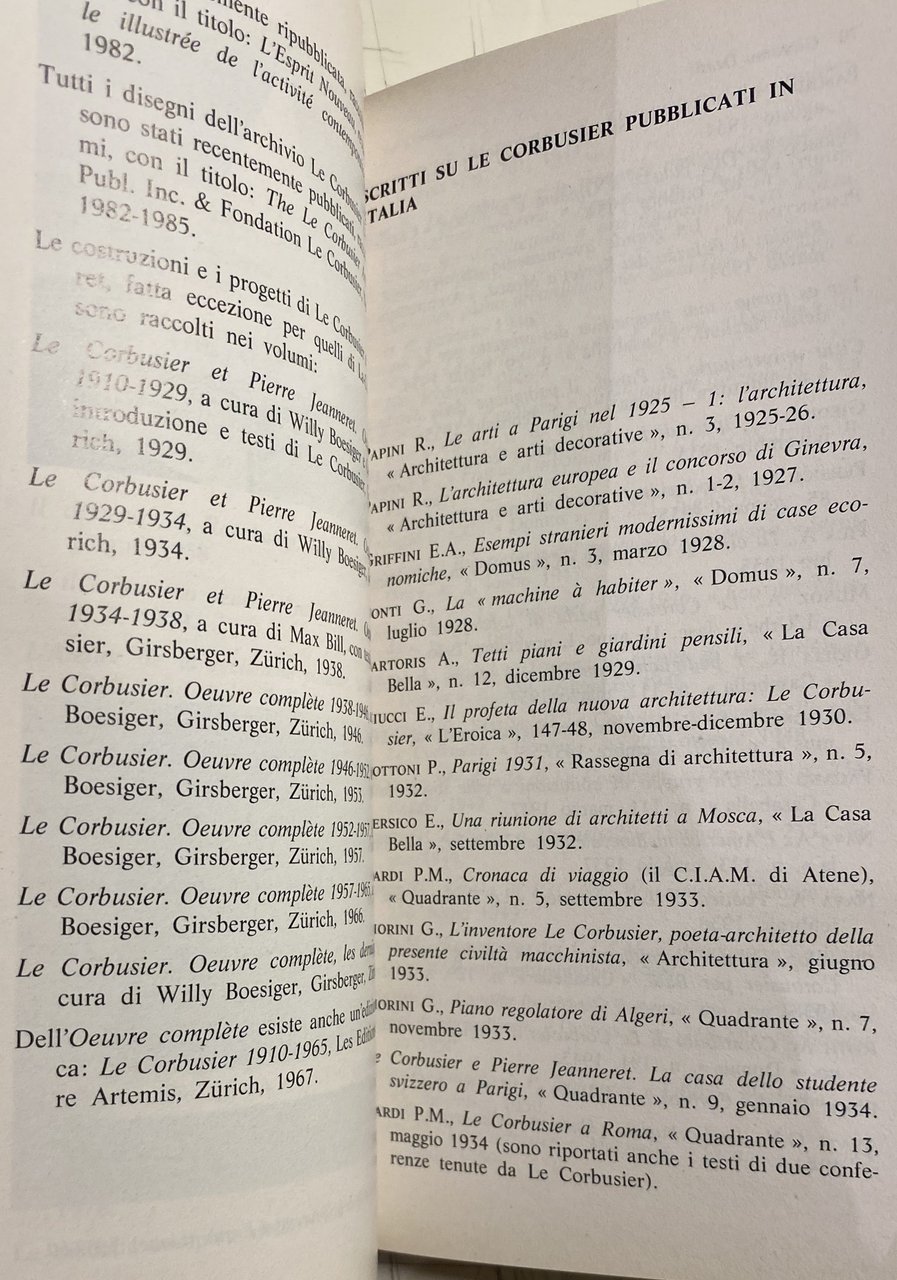 mente ripubblicata,
con il titolo: L'Esprit Nouveau,
le illustrée de l'activité
1982.
Tutti i disegni dell'archivio Le
sono stati recentemente pubblicati,
mi, con il titolo: The Le Corbusier
Publ. Inc. & Fondation Le Corbusier
1982-1985.
Le costruzioni e i progetti di Le
ret, fatta eccezione per quelli di
sono raccolti nei volumi:
Le Corbusier et Pierre Jeanneret.
1910-1929, a cura di Willy Boesiger
introduzione e testi di Le Corbusier
rich, 1929.
Le Corbusier et Pierre Jeanneret.
1929-1934, a cura di Willy Boesiger,
rich, 1934.
Le Corbusier et Pierre Jeanneret.
1934-1938, a cura di Max Bill, con
sier, Girsberger, Zürich, 1938.
Le Corbusier. Oeuvre complète 1938-1946
Boesiger, Girsberger, Zürich, 1946.
Le Corbusier. Oeuvre complète 1946-1952
Boesiger, Girsberger, Zürich, 1953.
Le Corbusier. Oeuvre complète 1952-1957
Boesiger, Girsberger, Zürich, 1957.
Le Corbusier. Oeuvre complète 1957-1965
Boesiger, Girsberger, Zürich, 1966.
Le Corbusier. Oeuvre complète, les
cura di Willy Boesiger, Girsberger,
Dell'Oeuvre complète esiste anche
ca: Le Corbusier 1910-1965, Les
re Artemis, Zürich, 1967.
SCRITTI SU LE CORBUSIER PUBBLICATI IN
TALIA
APINI R., Le arti a Parigi nel 1925 – 1: l'architettura,
« Architettura e arti decorative », n. 3, 1925-26.
APINI R., L'architettura europea e il concorso di Ginevra,
« Architettura e arti decorative », n. 1-2, 1927.
GRIFFINI E.A., Esempi stranieri modernissimi di case eco-
nomiche, « Domus », n. 3, marzo 1928.
ONTI G., La « machine à habiter », « Domus », n. 7,
luglio 1928.
ARTORIS A., Tetti piani e giardini pensili, « La Casa
Bella », n. 12, dicembre 1929.
IUCCI E., Il profeta della nuova architettura: Le Corbu-
sier, « L'Eroica », 147-48, novembre-dicembre 1930.
OTTONI P., Parigi 1931, « Rassegna di architettura », n. 5,
1932.
ERSICO E., Una riunione di architetti a Mosca, « La Casa
Bella », settembre 1932.
ARDI P.M., Cronaca di viaggio (il C.I.A.M. di Atene),
« Quadrante », n. 5, settembre 1933.
IORINI G., L'inventore Le Corbusier, poeta-architetto della
presente civiltà macchinista, « Architettura », giugno
1933.
IORINI G., Piano regolatore di Algeri, « Quadrante », n. 7,
novembre 1933.
e Corbusier e Pierre Jeanneret. La casa dello studente
svizzero a Parigi, « Quadrante », n. 9, gennaio 1934.
ARDI P.M., Le Corbusier a Roma, « Quadrante », n. 13,
maggio 1934 (sono riportati anche i testi di due confe-
renze tenute da Le Corbusier).